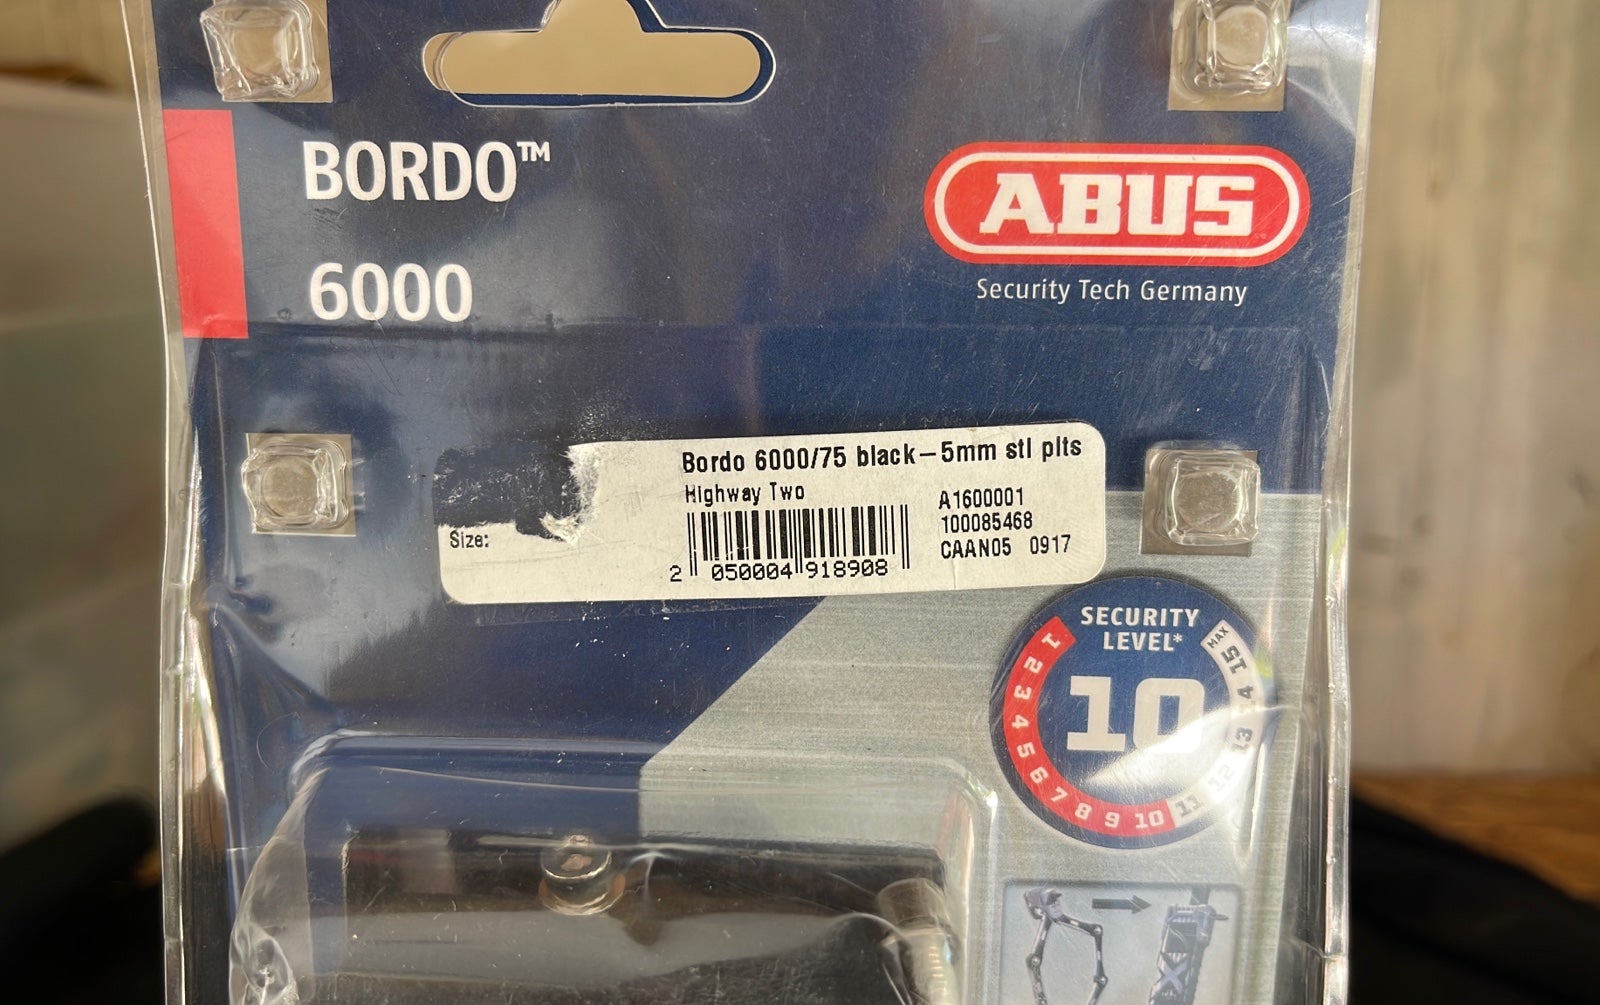 BORDO™
6000
ABUS
Security Tech Germany
Bordo 6000/75 black – 5mm stl plts
Highway Two
Size:
A1600001
100085468
CAAN05 0917
2 050004 918908
SECURITY
LEVEL*
10
1 2 3 4 5 6 7 8 9 10 11 12 13 14 15 MAX